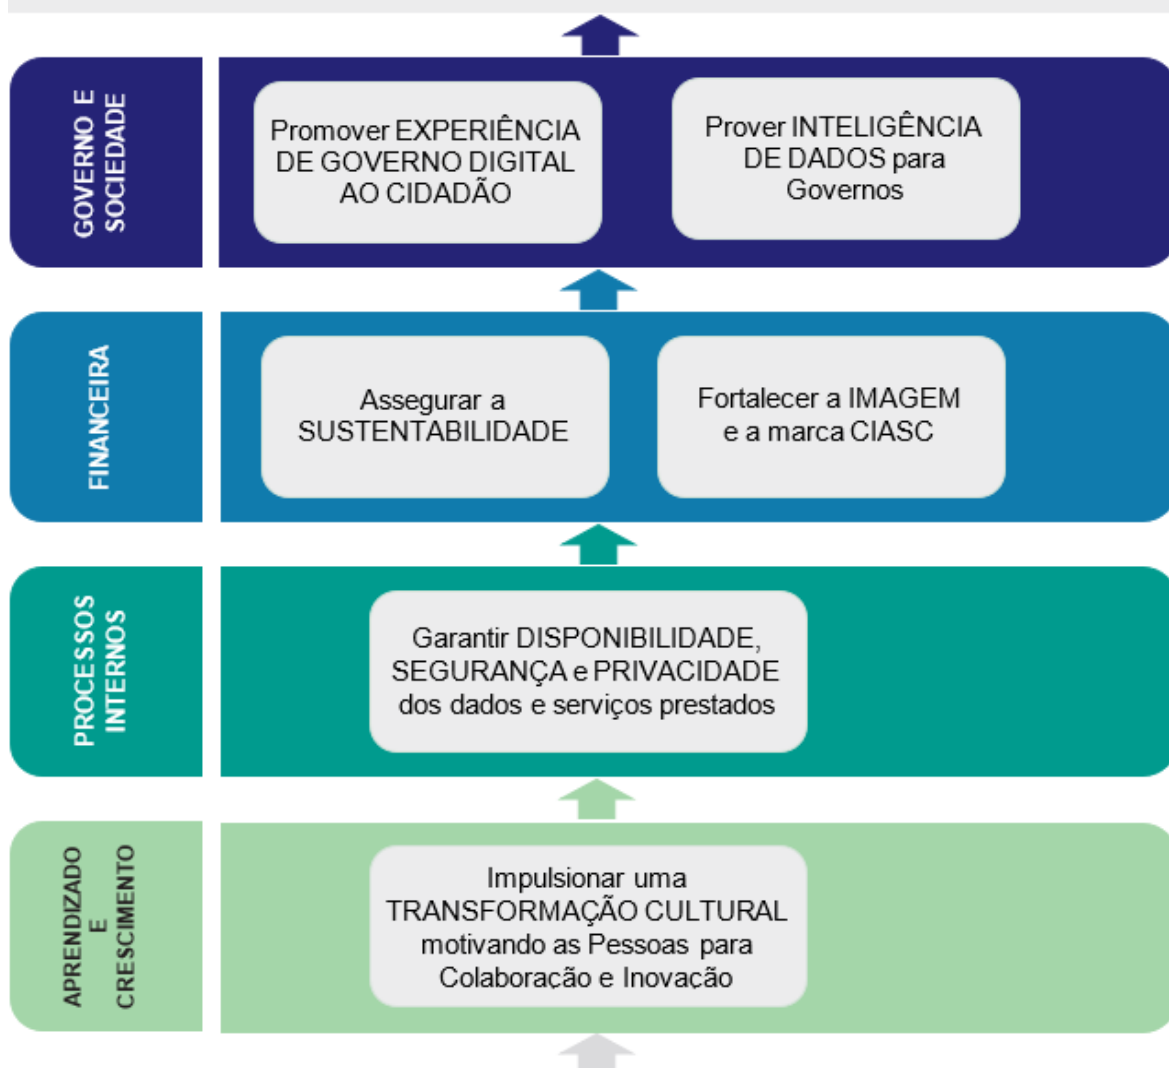 GOVERNO E
SOCIEDADE
Promover EXPERIÊNCIA
DE GOVERNO DIGITAL
AO CIDADÃO
Prover INTELIGÊNCIA
DE DADOS para
Governos
FINANCEIRA
Assegurar a
SUSTENTABILIDADE
Fortalecer a IMAGEM
e a marca CIASC
PROCESSOS
INTERNOS
Garantir DISPONIBILIDADE,
SEGURANÇA e PRIVACIDADE
dos dados e serviços prestados
APRENDIZADO
E
CRESCIMENTO
Impulsionar uma
TRANSFORMAÇÃO CULTURAL
motivando as Pessoas para
Colaboração e Inovação